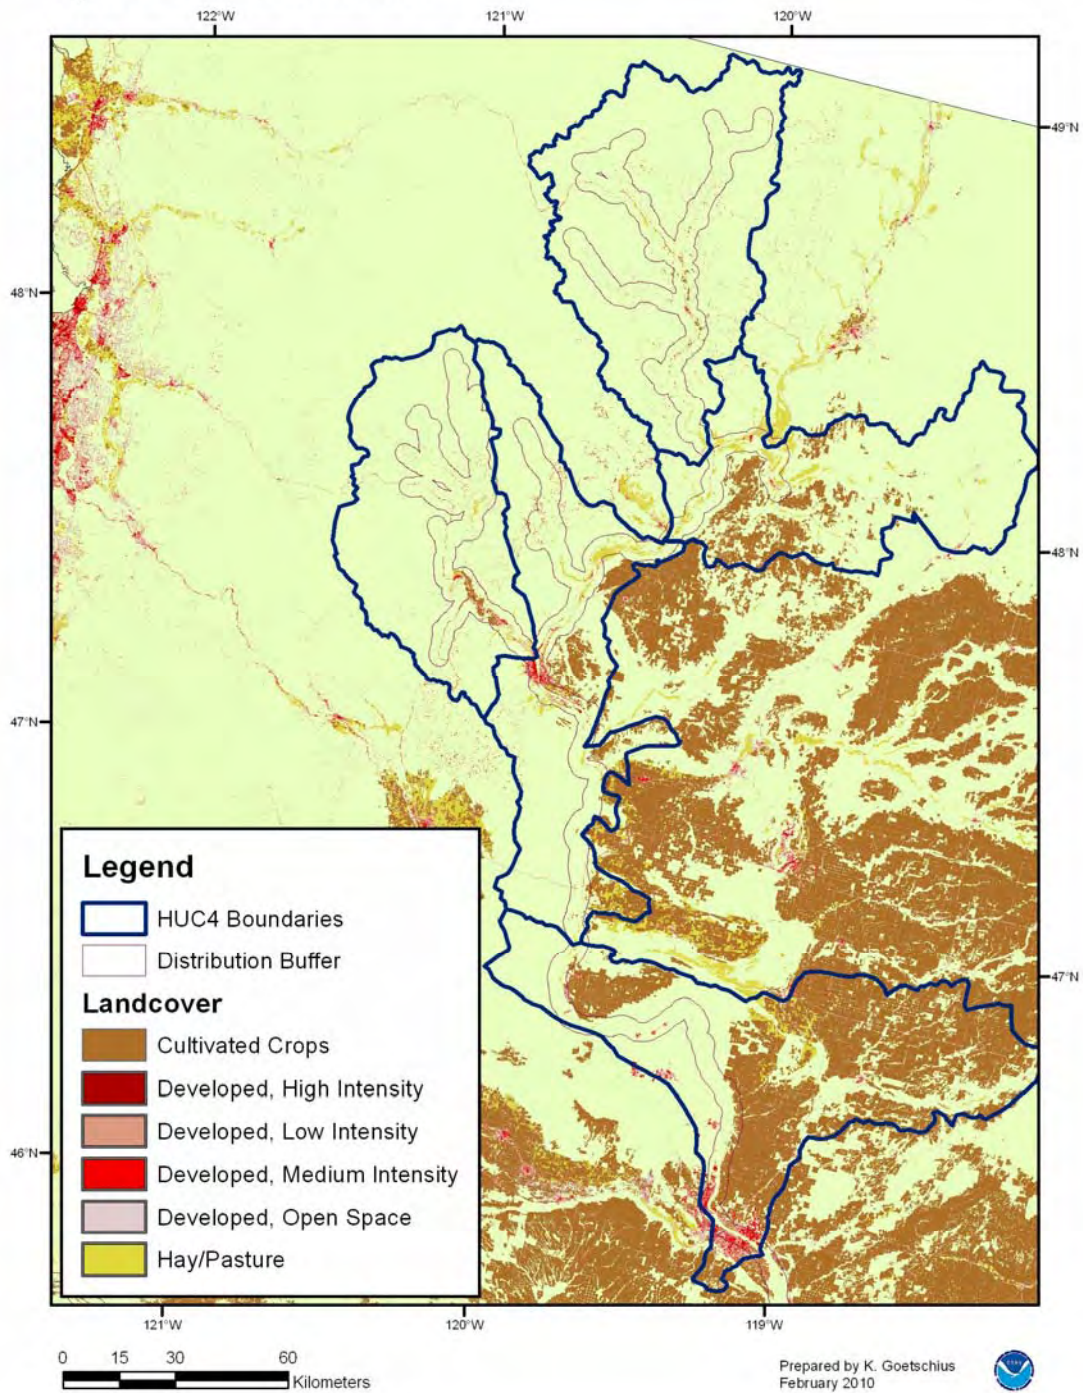 122°W 121°W 120°W
49°N
48°N
48°N
47°N
47°N
46°N
Legend
HUC4 Boundaries
Distribution Buffer
Landcover
Cultivated Crops
Developed, High Intensity
Developed, Low Intensity
Developed, Medium Intensity
Developed, Open Space
Hay/Pasture
121°W 120°W 119°W
0 15 30 60
Kilometers
Prepared by K. Goetschius
February 2010